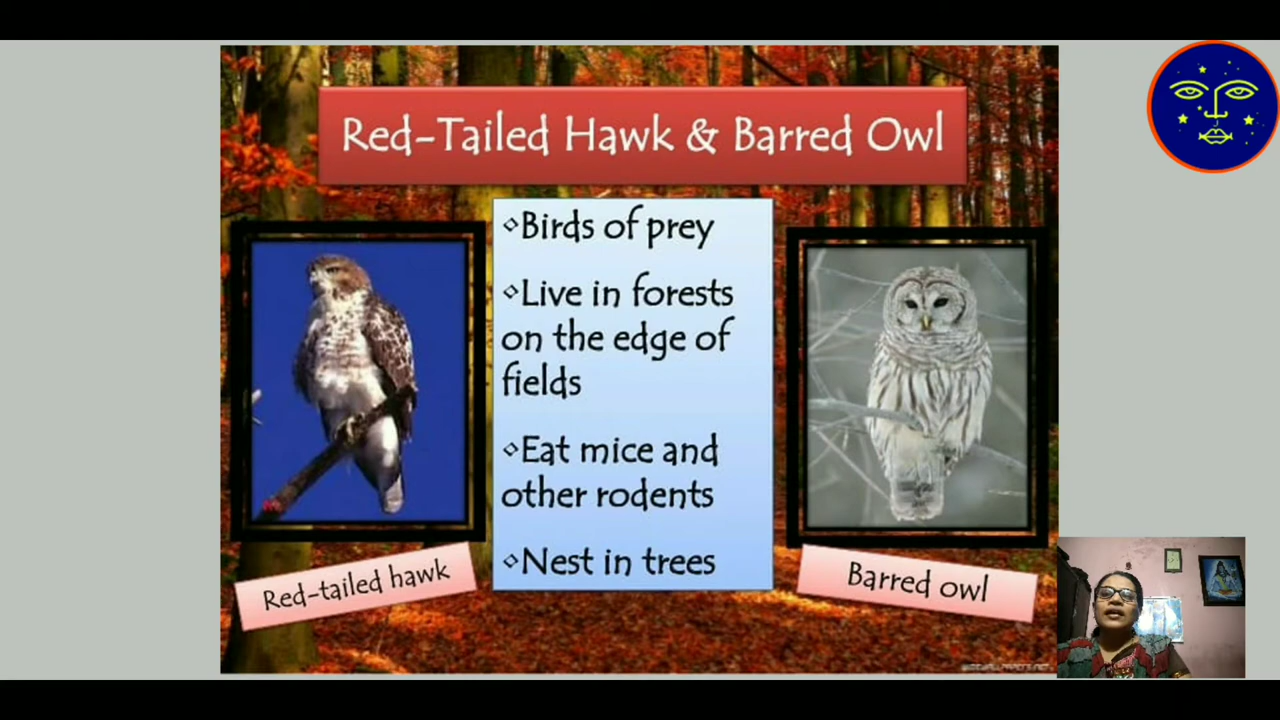 Red-Tailed Hawk & Barred Owl
⬦Birds of prey
⬦Live in forests
on the edge of
fields
⬦Eat mice and
other rodents
⬦Nest in trees
Red-tailed hawk
Barred owl